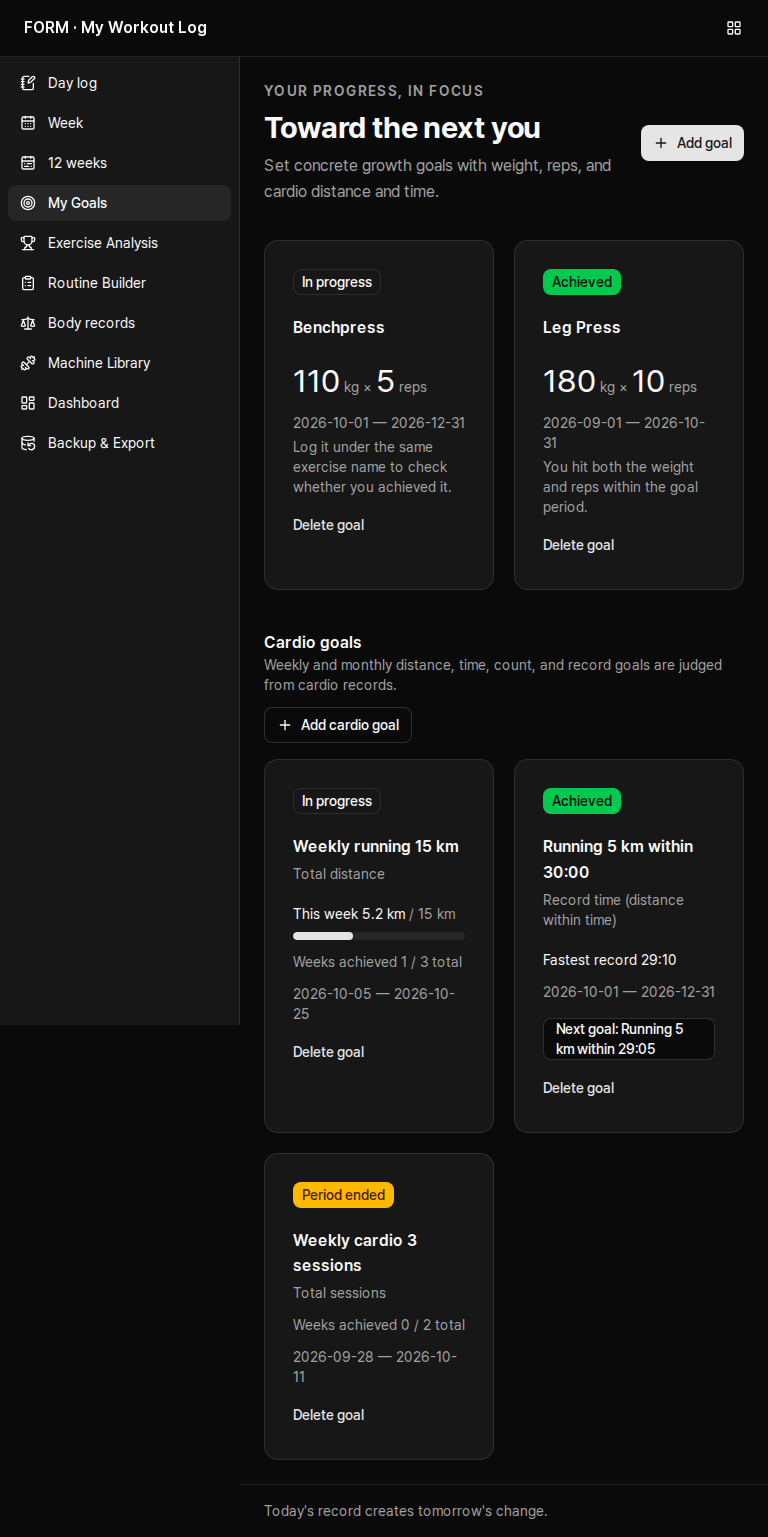 FORM · My Workout Log
Day log
Week
12 weeks
My Goals
Exercise Analysis
Routine Builder
Body records
Machine Library
Dashboard
Backup & Export
YOUR PROGRESS, IN FOCUS
Toward the next you
Set concrete growth goals with weight, reps, and
cardio distance and time.
Add goal
In progress
Benchpress
110 kg × 5 reps
2026-10-01 — 2026-12-31
Log it under the same
exercise name to check
whether you achieved it.
Delete goal
Achieved
Leg Press
180 kg × 10 reps
2026-09-01 — 2026-10-
31
You hit both the weight
and reps within the goal
period.
Delete goal
Cardio goals
Weekly and monthly distance, time, count, and record goals are judged
from cardio records.
Add cardio goal
In progress
Weekly running 15 km
Total distance
This week 5.2 km / 15 km
Weeks achieved 1 / 3 total
2026-10-05 — 2026-10-
25
Delete goal
Achieved
Running 5 km within
30:00
Record time (distance
within time)
Fastest record 29:10
2026-10-01 — 2026-12-31
Next goal: Running 5
km within 29:05
Delete goal
Period ended
Weekly cardio 3
sessions
Total sessions
Weeks achieved 0 / 2 total
2026-09-28 — 2026-10-
11
Delete goal
Today's record creates tomorrow's change.